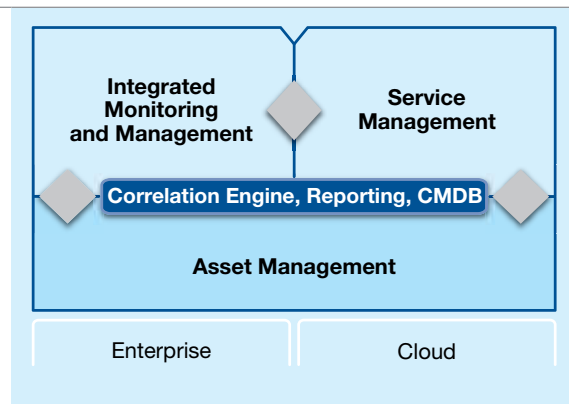 Integrated
Monitoring
and Management
Service
Management
Correlation Engine, Reporting, CMDB
Asset Management
Enterprise
Cloud